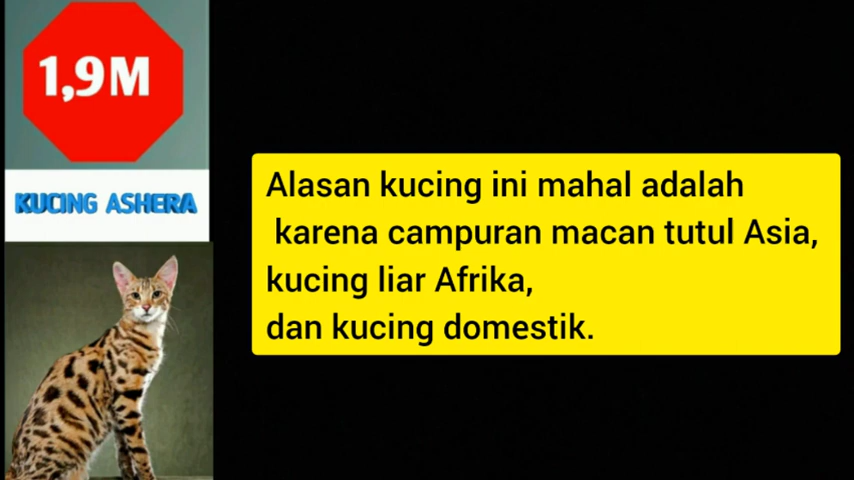 1,9M
KUCING ASHERA
Alasan kucing ini mahal adalah
karena campuran macan tutul Asia,
kucing liar Afrika,
dan kucing domestik.